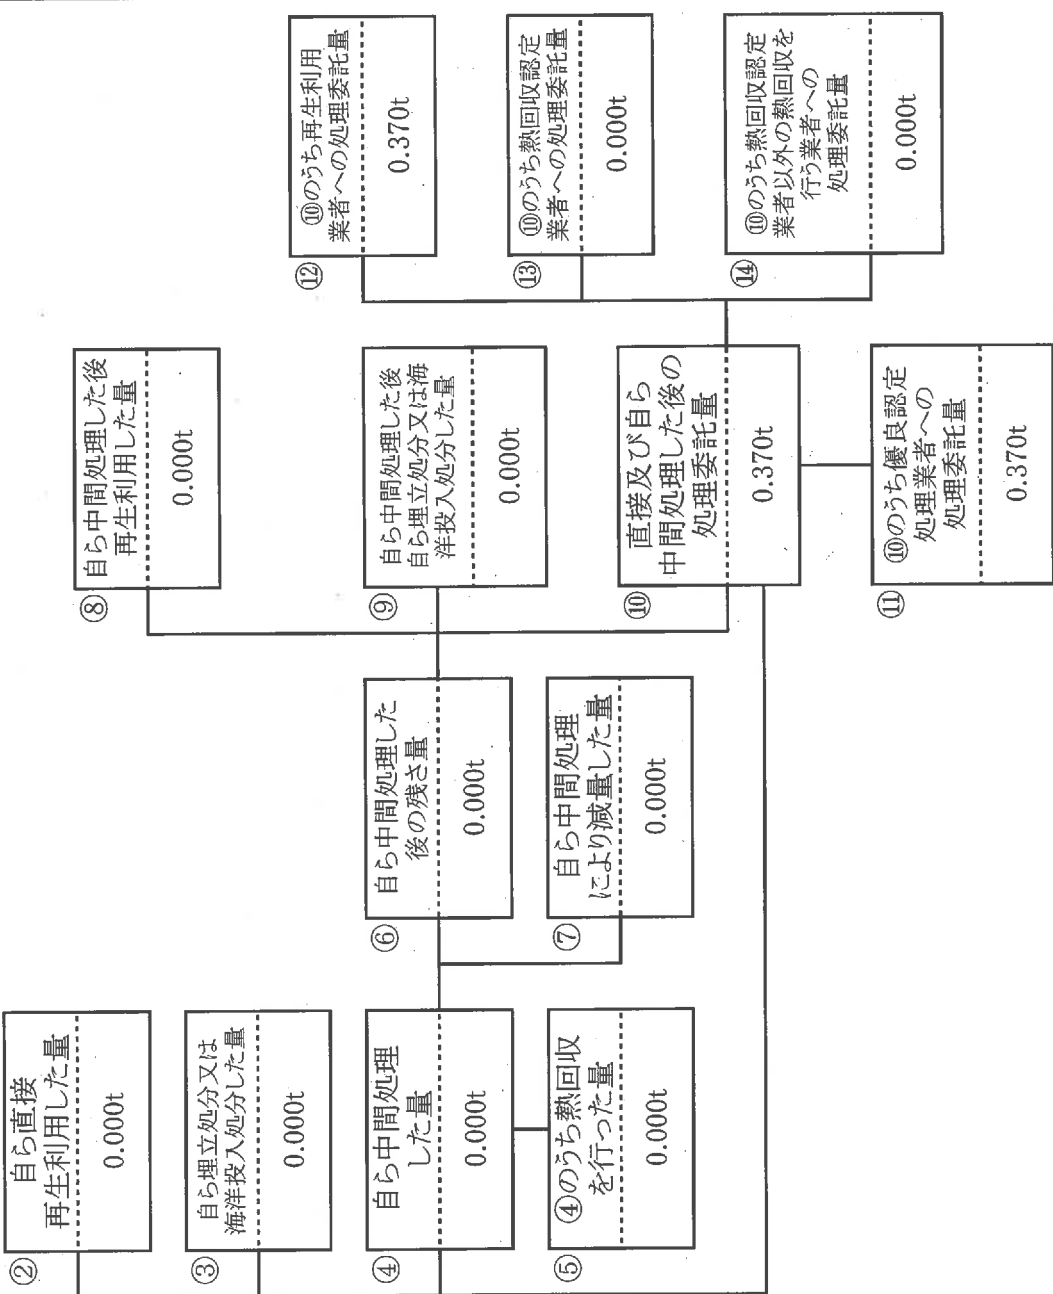 ②
自ら直接
再生利用した量
0.000t
③
自ら埋立処分又は
海洋投入処分した量
0.000t
④
自ら中間処理
した量
0.000t
⑤
④のうち熱回収
を行った量
0.000t
⑥
自ら中間処理した
後の残さ量
0.000t
⑦
自ら中間処理
により減量した量
0.000t
⑧
自ら中間処理した後
再生利用した量
0.000t
⑨
自ら中間処理した後
自ら埋立処分又は海
洋投入処分した量
0.000t
⑩
直接及び自ら
中間処理した後の
処理委託量
0.370t
⑪
⑩のうち優良認定
処理業者への
処理委託量
0.370t
⑫
⑩のうち再生利用
業者への処理委託量
0.370t
⑬
⑩のうち熱回収認定
業者への処理委託量
0.000t
⑭
⑩のうち熱回収認定
業者以外の熱回収を
行う業者への
処理委託量
0.000t